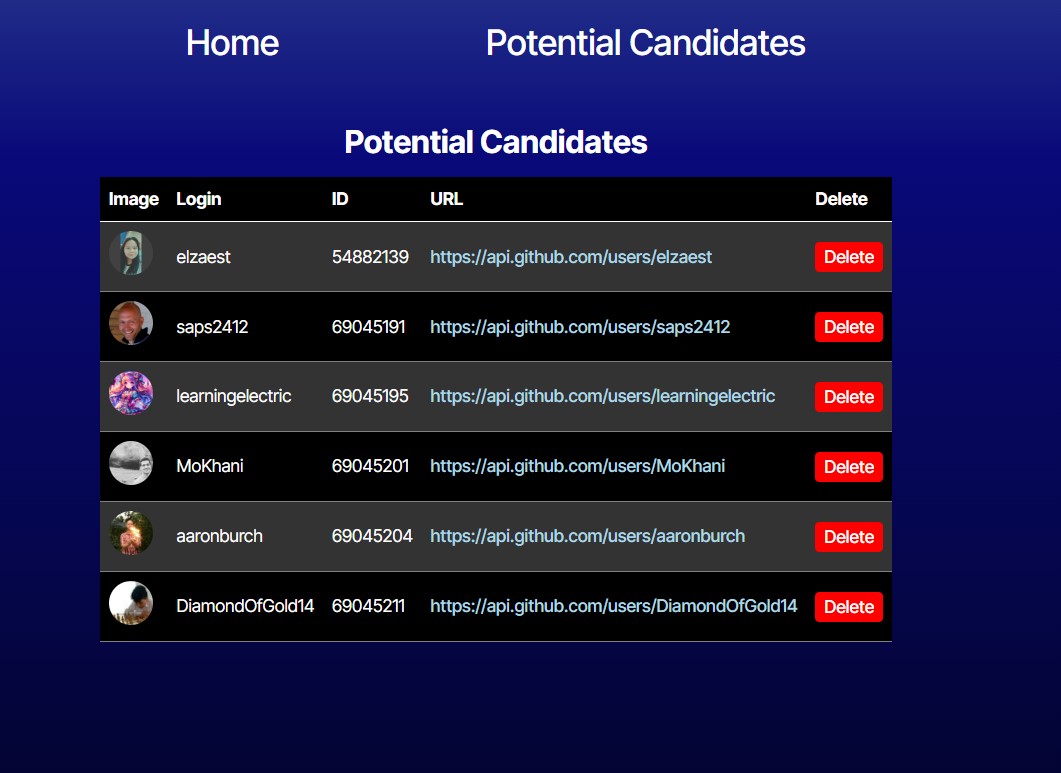 Home Potential Candidates
Potential Candidates
Image Login ID URL Delete
elzaest 54882139 https://api.github.com/users/elzaest Delete
saps2412 69045191 https://api.github.com/users/saps2412 Delete
learningelectric 69045195 https://api.github.com/users/learningelectric Delete
MoKhani 69045201 https://api.github.com/users/MoKhani Delete
aaronburch 69045204 https://api.github.com/users/aaronburch Delete
DiamondOfGold14 69045211 https://api.github.com/users/DiamondOfGold14 Delete